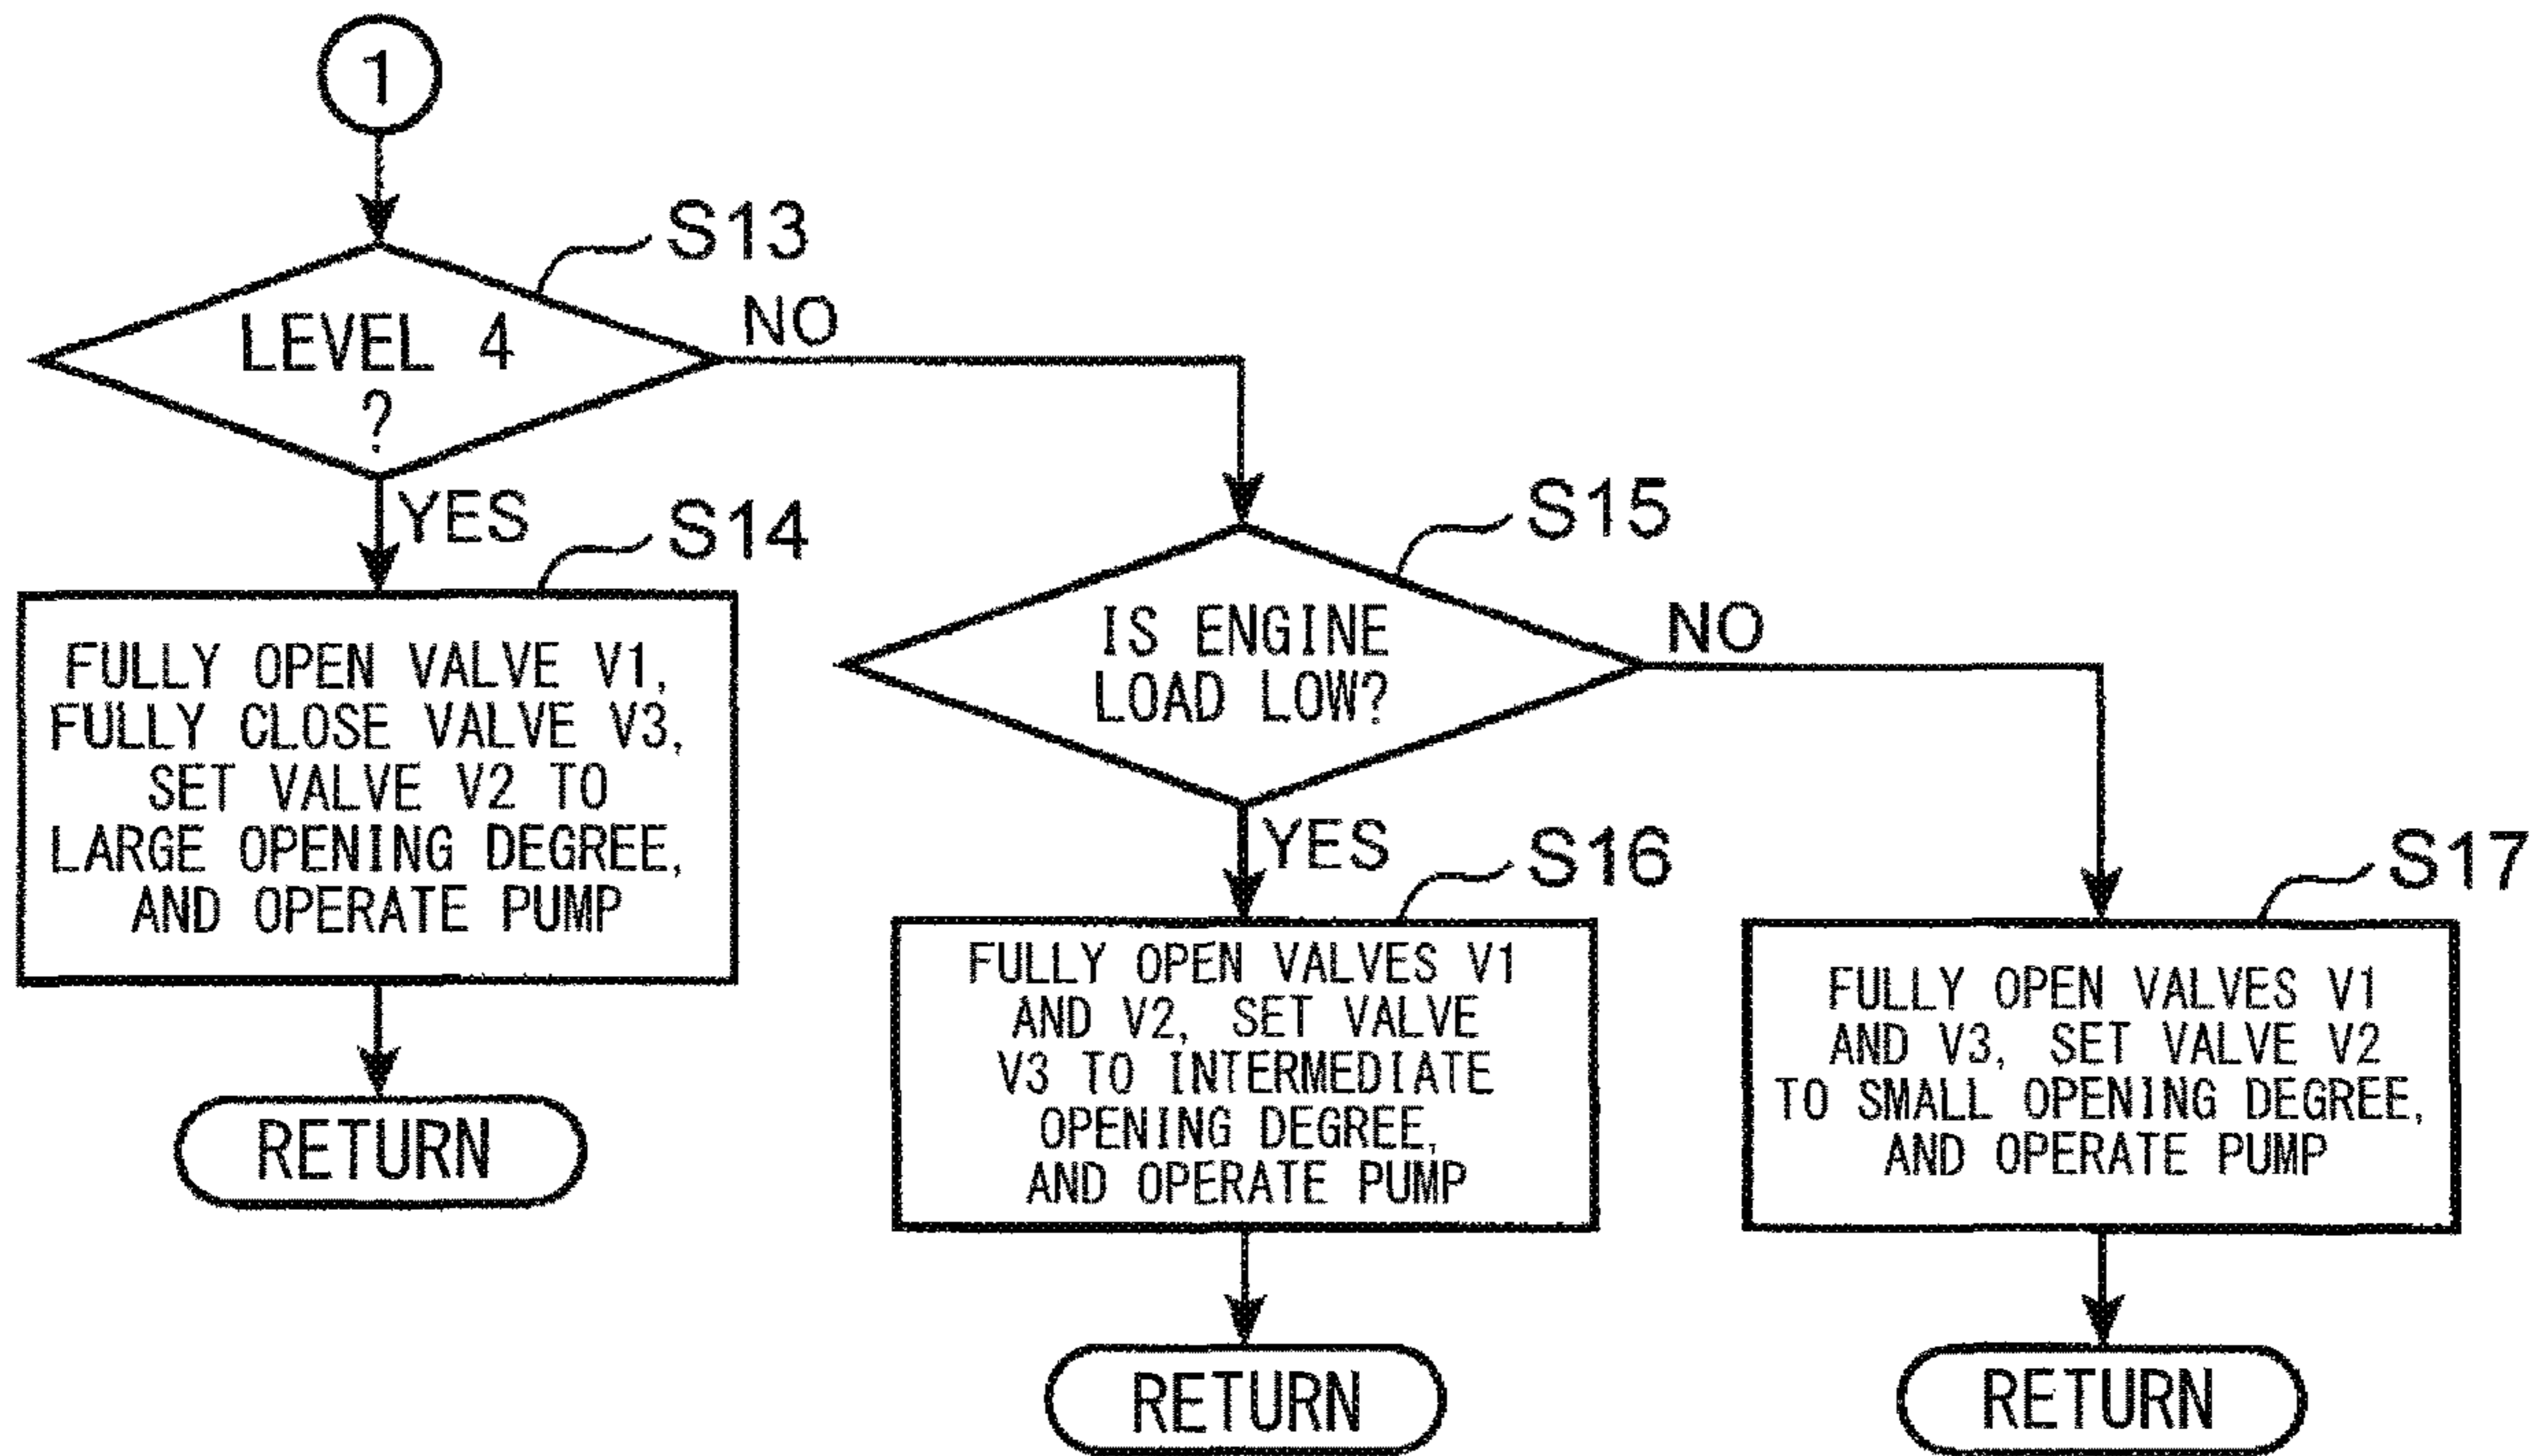 1
S13
LEVEL 4
?
NO
YES
S14
FULLY OPEN VALVE V1,
FULLY CLOSE VALVE V3,
SET VALVE V2 TO
LARGE OPENING DEGREE,
AND OPERATE PUMP
RETURN
S15
IS ENGINE
LOAD LOW?
NO
YES
S16
FULLY OPEN VALVES V1
AND V2, SET VALVE
V3 TO INTERMEDIATE
OPENING DEGREE,
AND OPERATE PUMP
RETURN
S17
FULLY OPEN VALVES V1
AND V3, SET VALVE V2
TO SMALL OPENING DEGREE,
AND OPERATE PUMP
RETURN